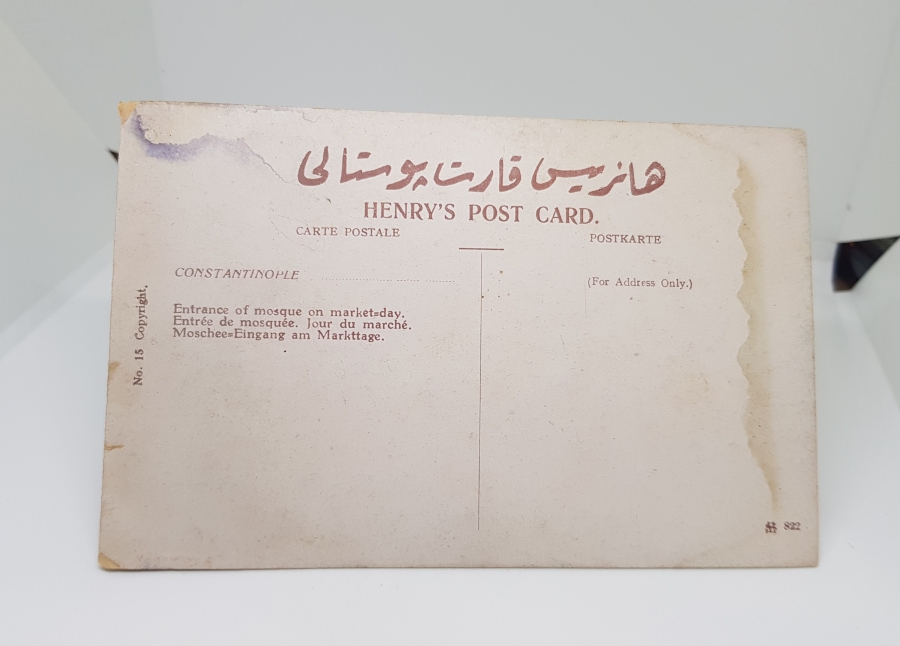 هانریس قارت پوستالی
HENRY'S POST CARD.
CARTE POSTALE
POSTKARTE
CONSTANTINOPLE
(For Address Only.)
Entrance of mosque on market=day.
Entrée de mosquée. Jour du marché.
Moschee=Eingang am Markttage.
No. 15 Copyright.
822